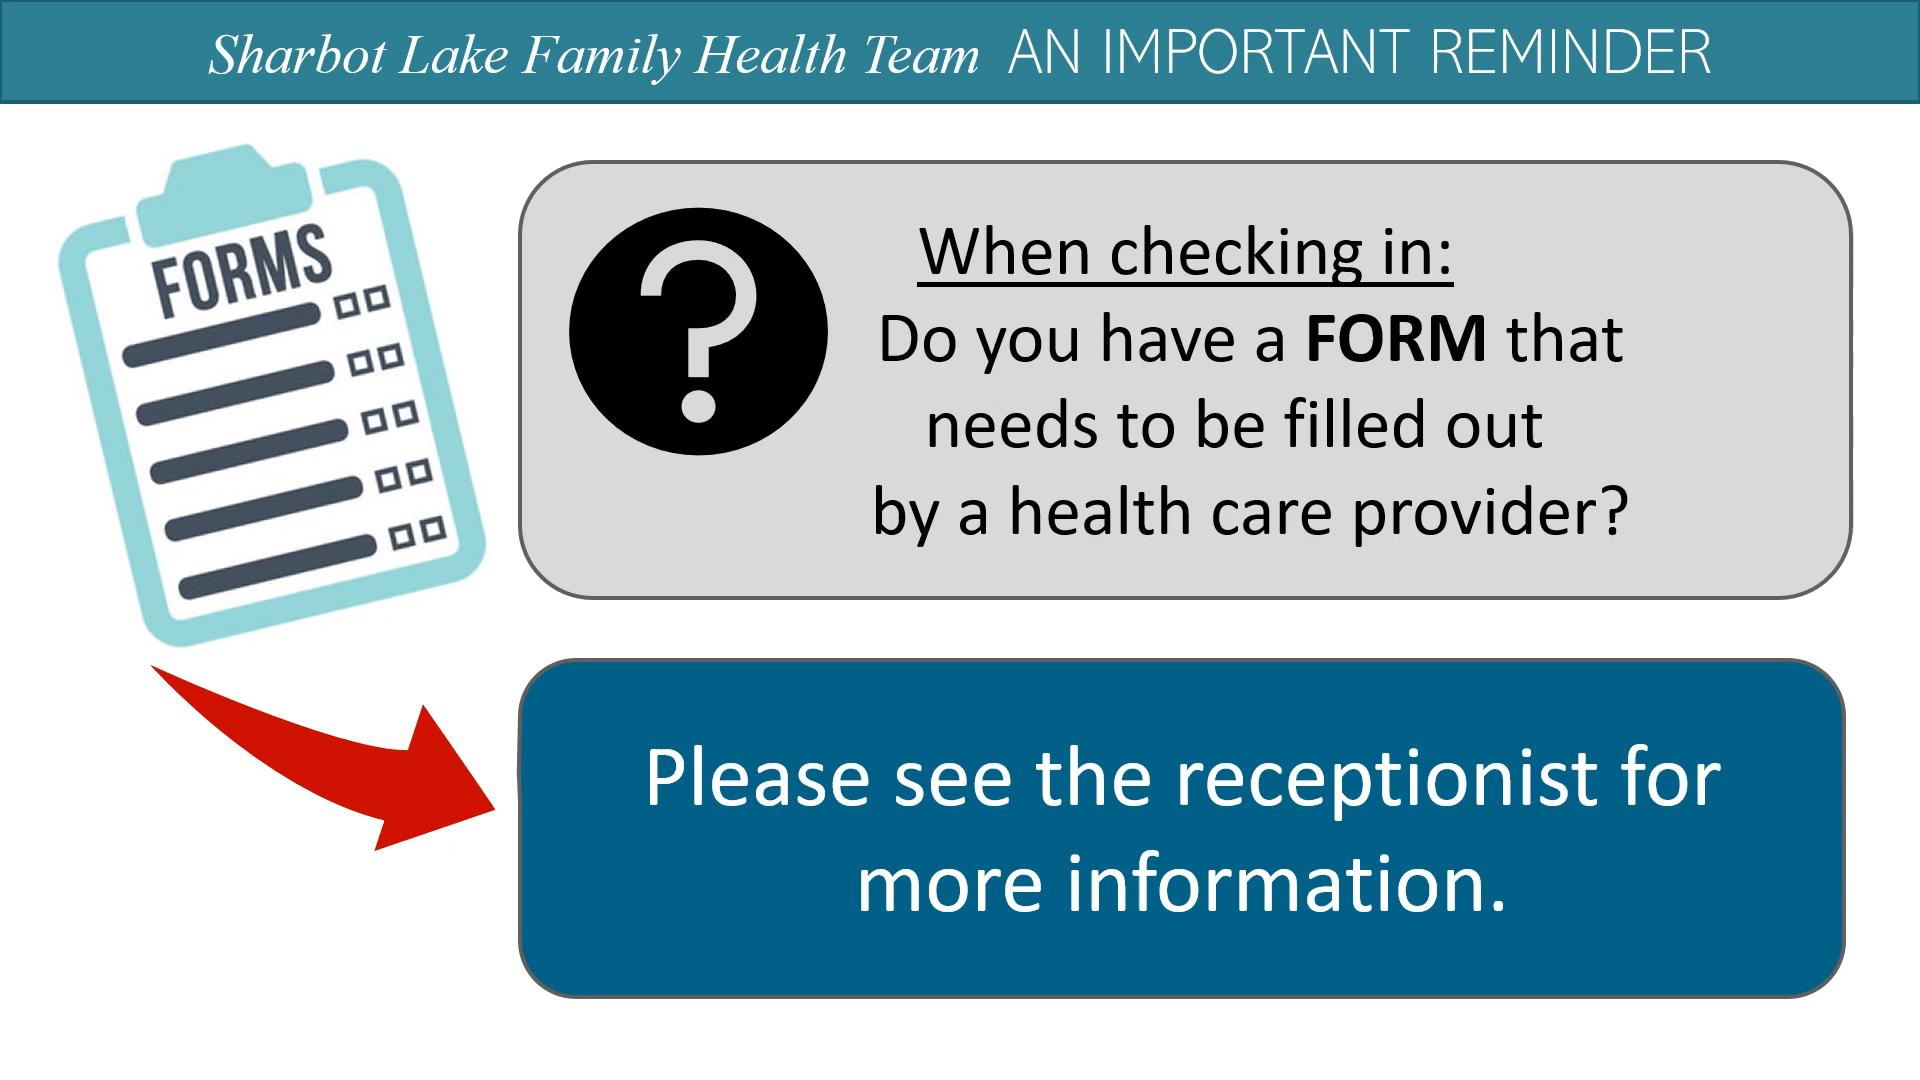 Sharbot Lake Family Health Team AN IMPORTANT REMINDER
FORMS
When checking in:
Do you have a FORM that
needs to be filled out
by a health care provider?
Please see the receptionist for
more information.